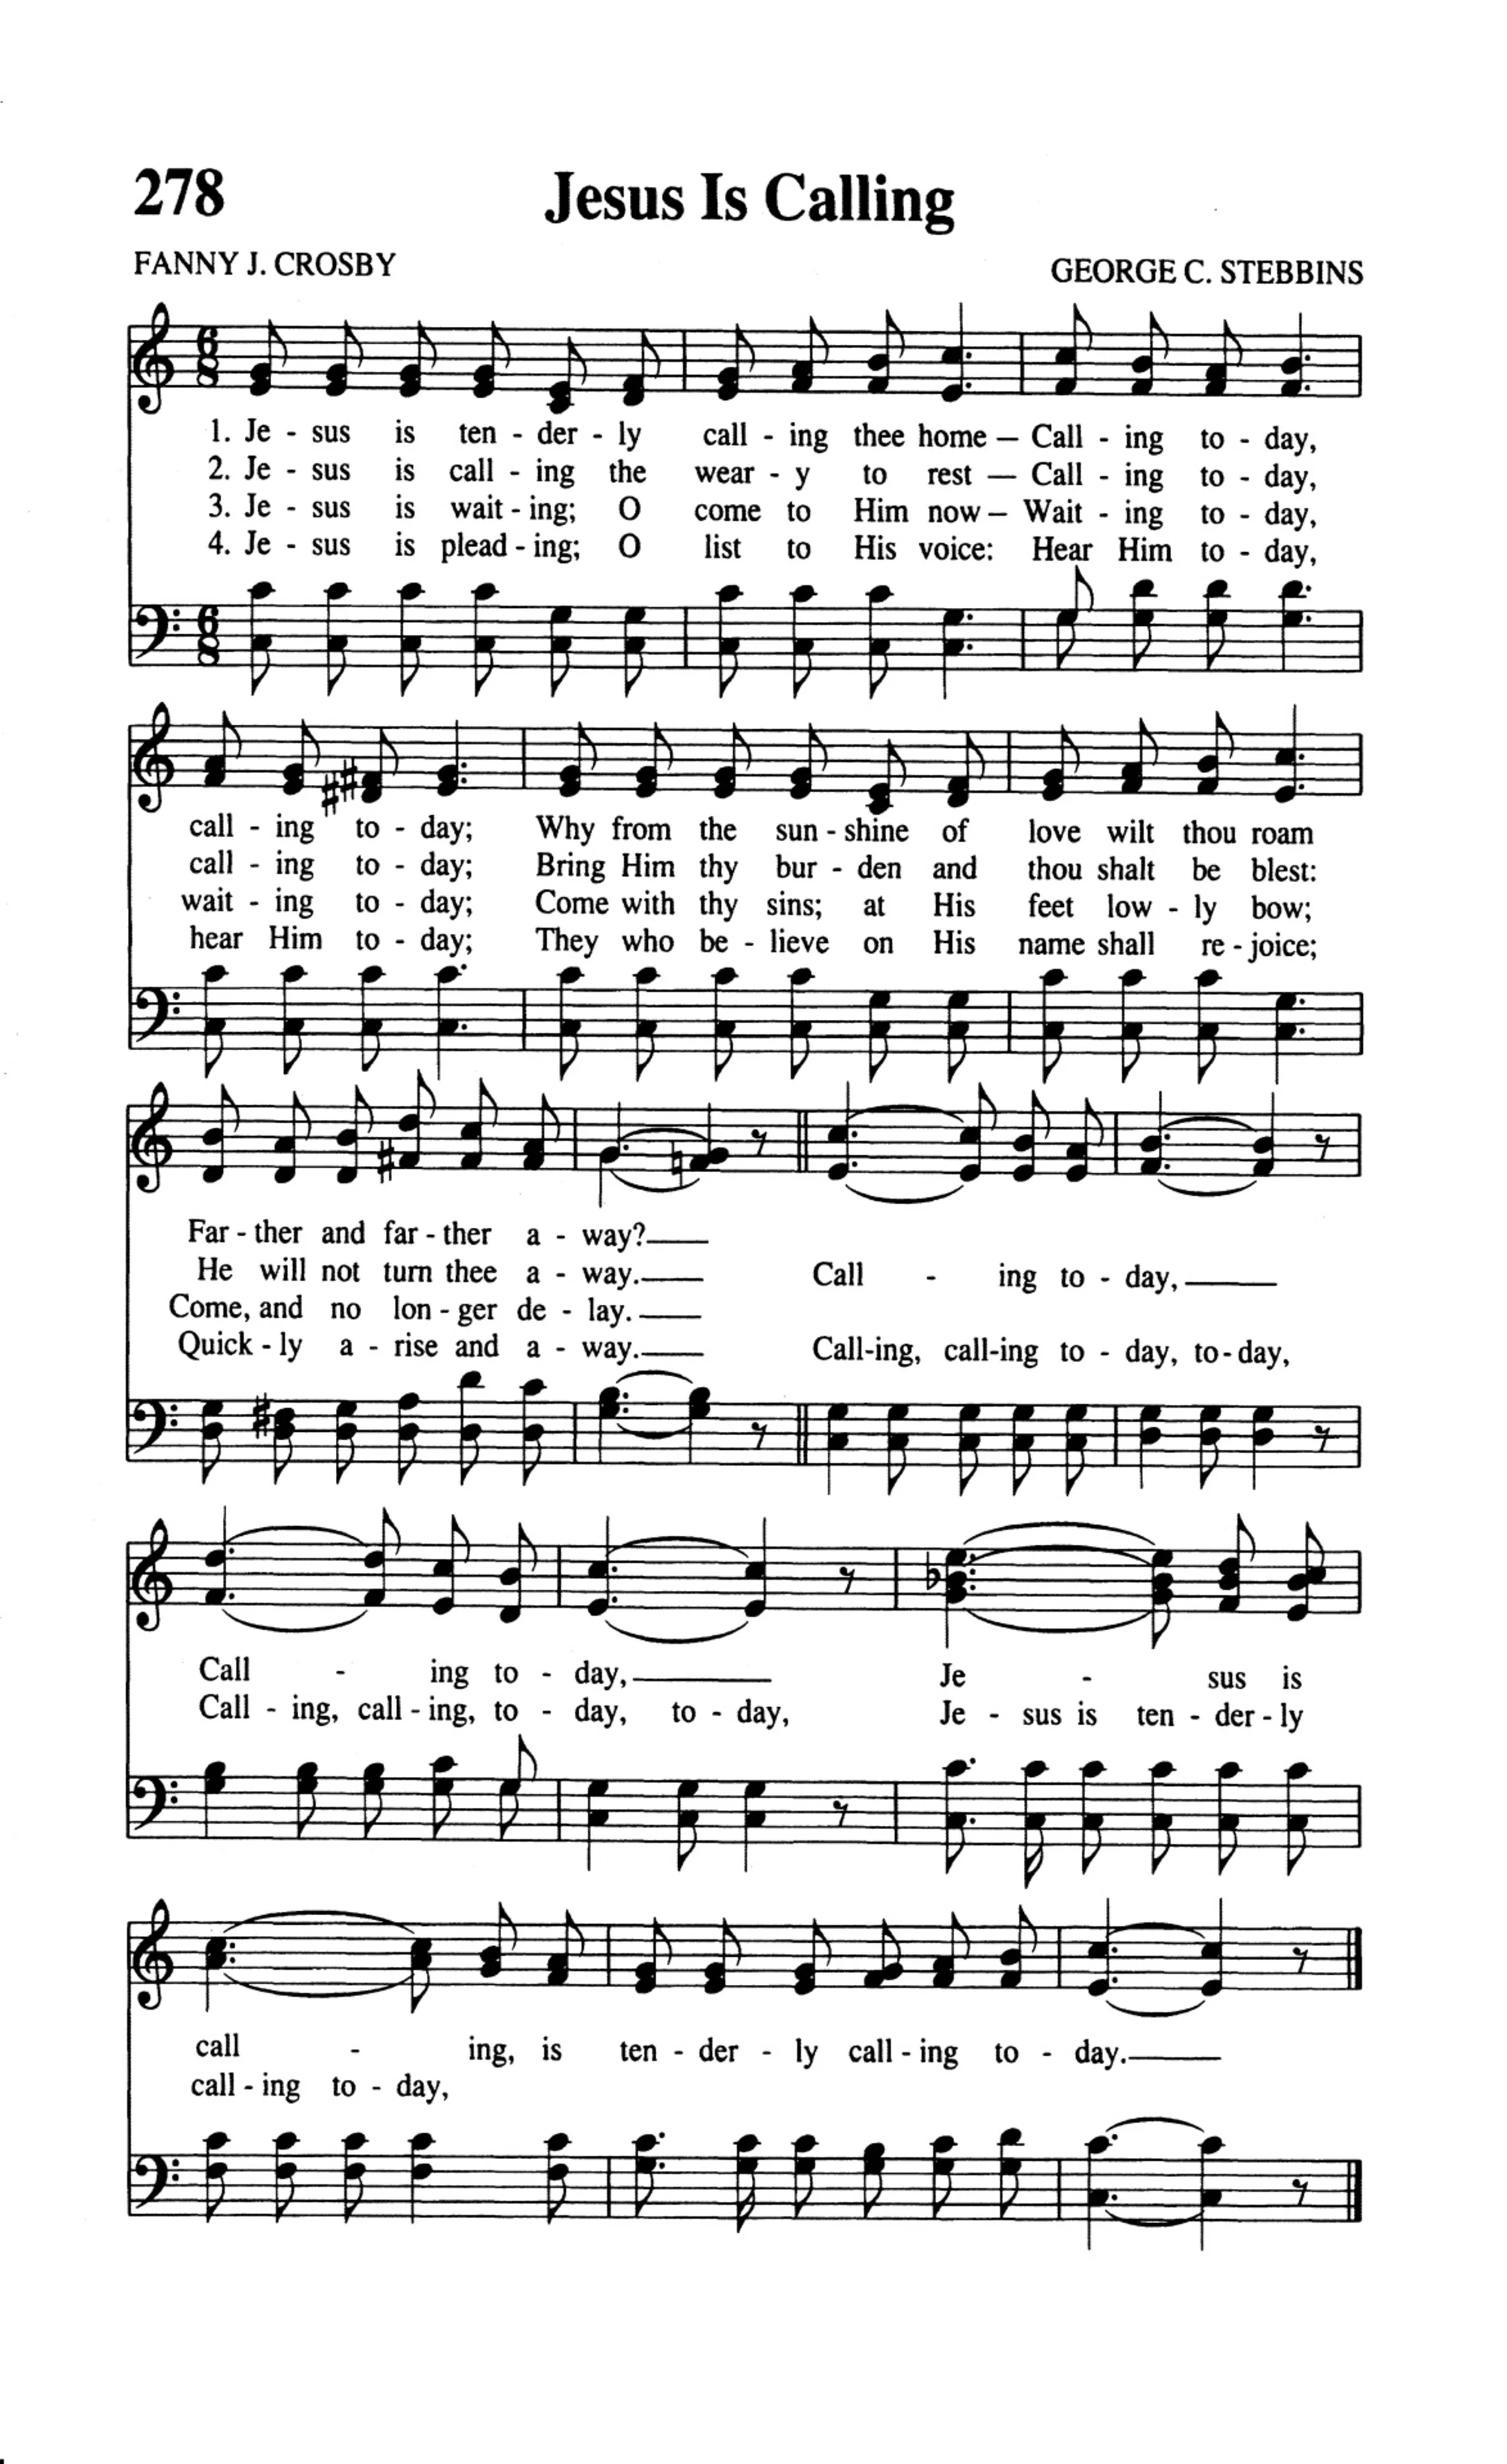 278
Jesus Is Calling
FANNY J. CROSBY
GEORGE C. STEBBINS
6
8
1. Je - sus is ten - der - ly call - ing thee home – Call - ing to - day,
2. Je - sus is call - ing the wear - y to rest — Call - ing to - day,
3. Je - sus is wait - ing; O come to Him now – Wait - ing to - day,
4. Je - sus is plead - ing; O list to His voice: Hear Him to - day,
6
8
call - ing to - day; Why from the sun - shine of love wilt thou roam
call - ing to - day; Bring Him thy bur - den and thou shalt be blest:
wait - ing to - day; Come with thy sins; at His feet low - ly bow;
hear Him to - day; They who be - lieve on His name shall re - joice;
Far - ther and far - ther a - way?
He will not turn thee a - way. Call - ing to - day,
Come, and no lon - ger de - lay.
Quick - ly a - rise and a - way. Call-ing, call-ing to - day, to - day,
Call - ing to - day, Je - sus is
Call - ing, call - ing, to - day, to - day, Je - sus is ten - der - ly
call - ing, is ten - der - ly call - ing to - day.
call - ing to - day,